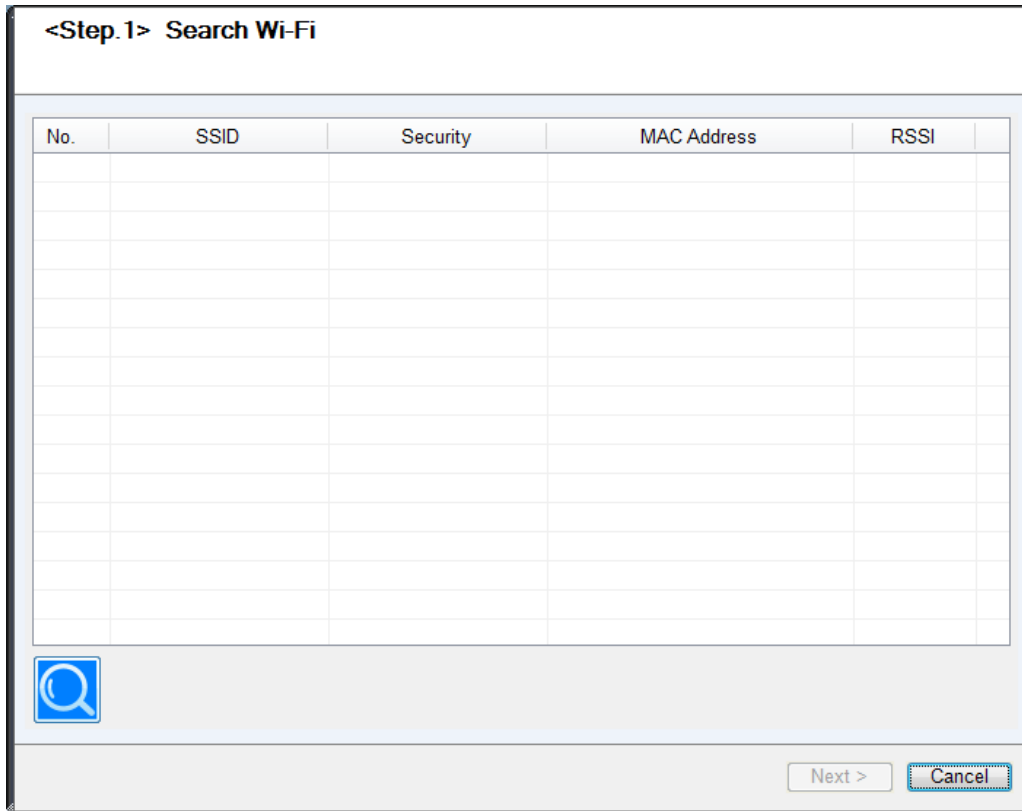 <Step.1> Search Wi-Fi
No. SSID Security MAC Address RSSI
Next > Cancel